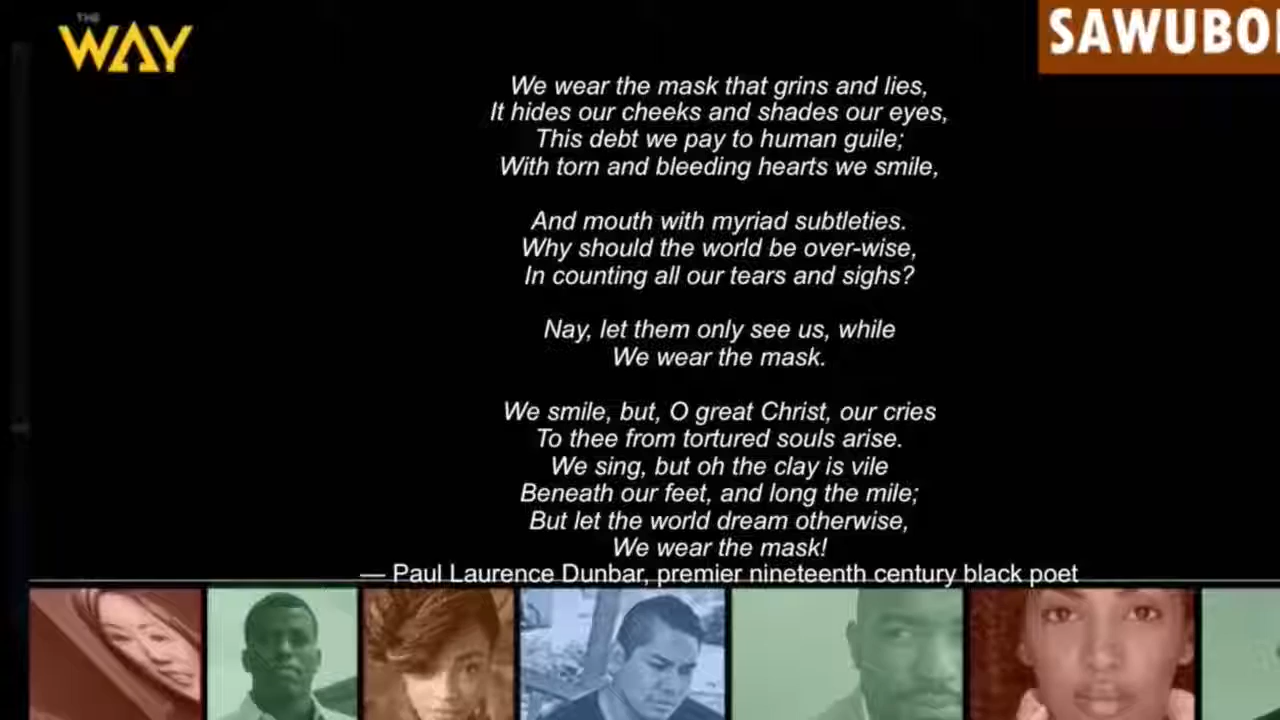 THE
WAY
SAWUBO
We wear the mask that grins and lies,
It hides our cheeks and shades our eyes,
This debt we pay to human guile;
With torn and bleeding hearts we smile,
And mouth with myriad subtleties.
Why should the world be over-wise,
In counting all our tears and sighs?
Nay, let them only see us, while
We wear the mask.
We smile, but, O great Christ, our cries
To thee from tortured souls arise.
We sing, but oh the clay is vile
Beneath our feet, and long the mile;
But let the world dream otherwise,
We wear the mask!
— Paul Laurence Dunbar, premier nineteenth century black poet